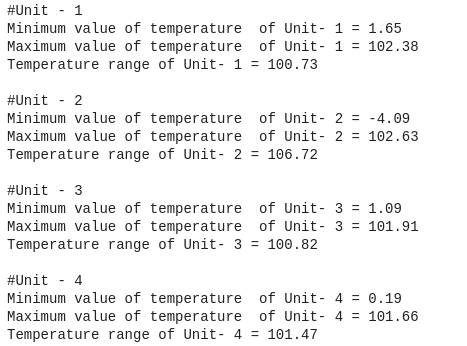 #Unit - 1
Minimum value of temperature  of Unit- 1 = 1.65
Maximum value of temperature  of Unit- 1 = 102.38
Temperature range of Unit- 1 = 100.73

#Unit - 2
Minimum value of temperature  of Unit- 2 = -4.09
Maximum value of temperature  of Unit- 2 = 102.63
Temperature range of Unit- 2 = 106.72

#Unit - 3
Minimum value of temperature  of Unit- 3 = 1.09
Maximum value of temperature  of Unit- 3 = 101.91
Temperature range of Unit- 3 = 100.82

#Unit - 4
Minimum value of temperature  of Unit- 4 = 0.19
Maximum value of temperature  of Unit- 4 = 101.66
Temperature range of Unit- 4 = 101.47